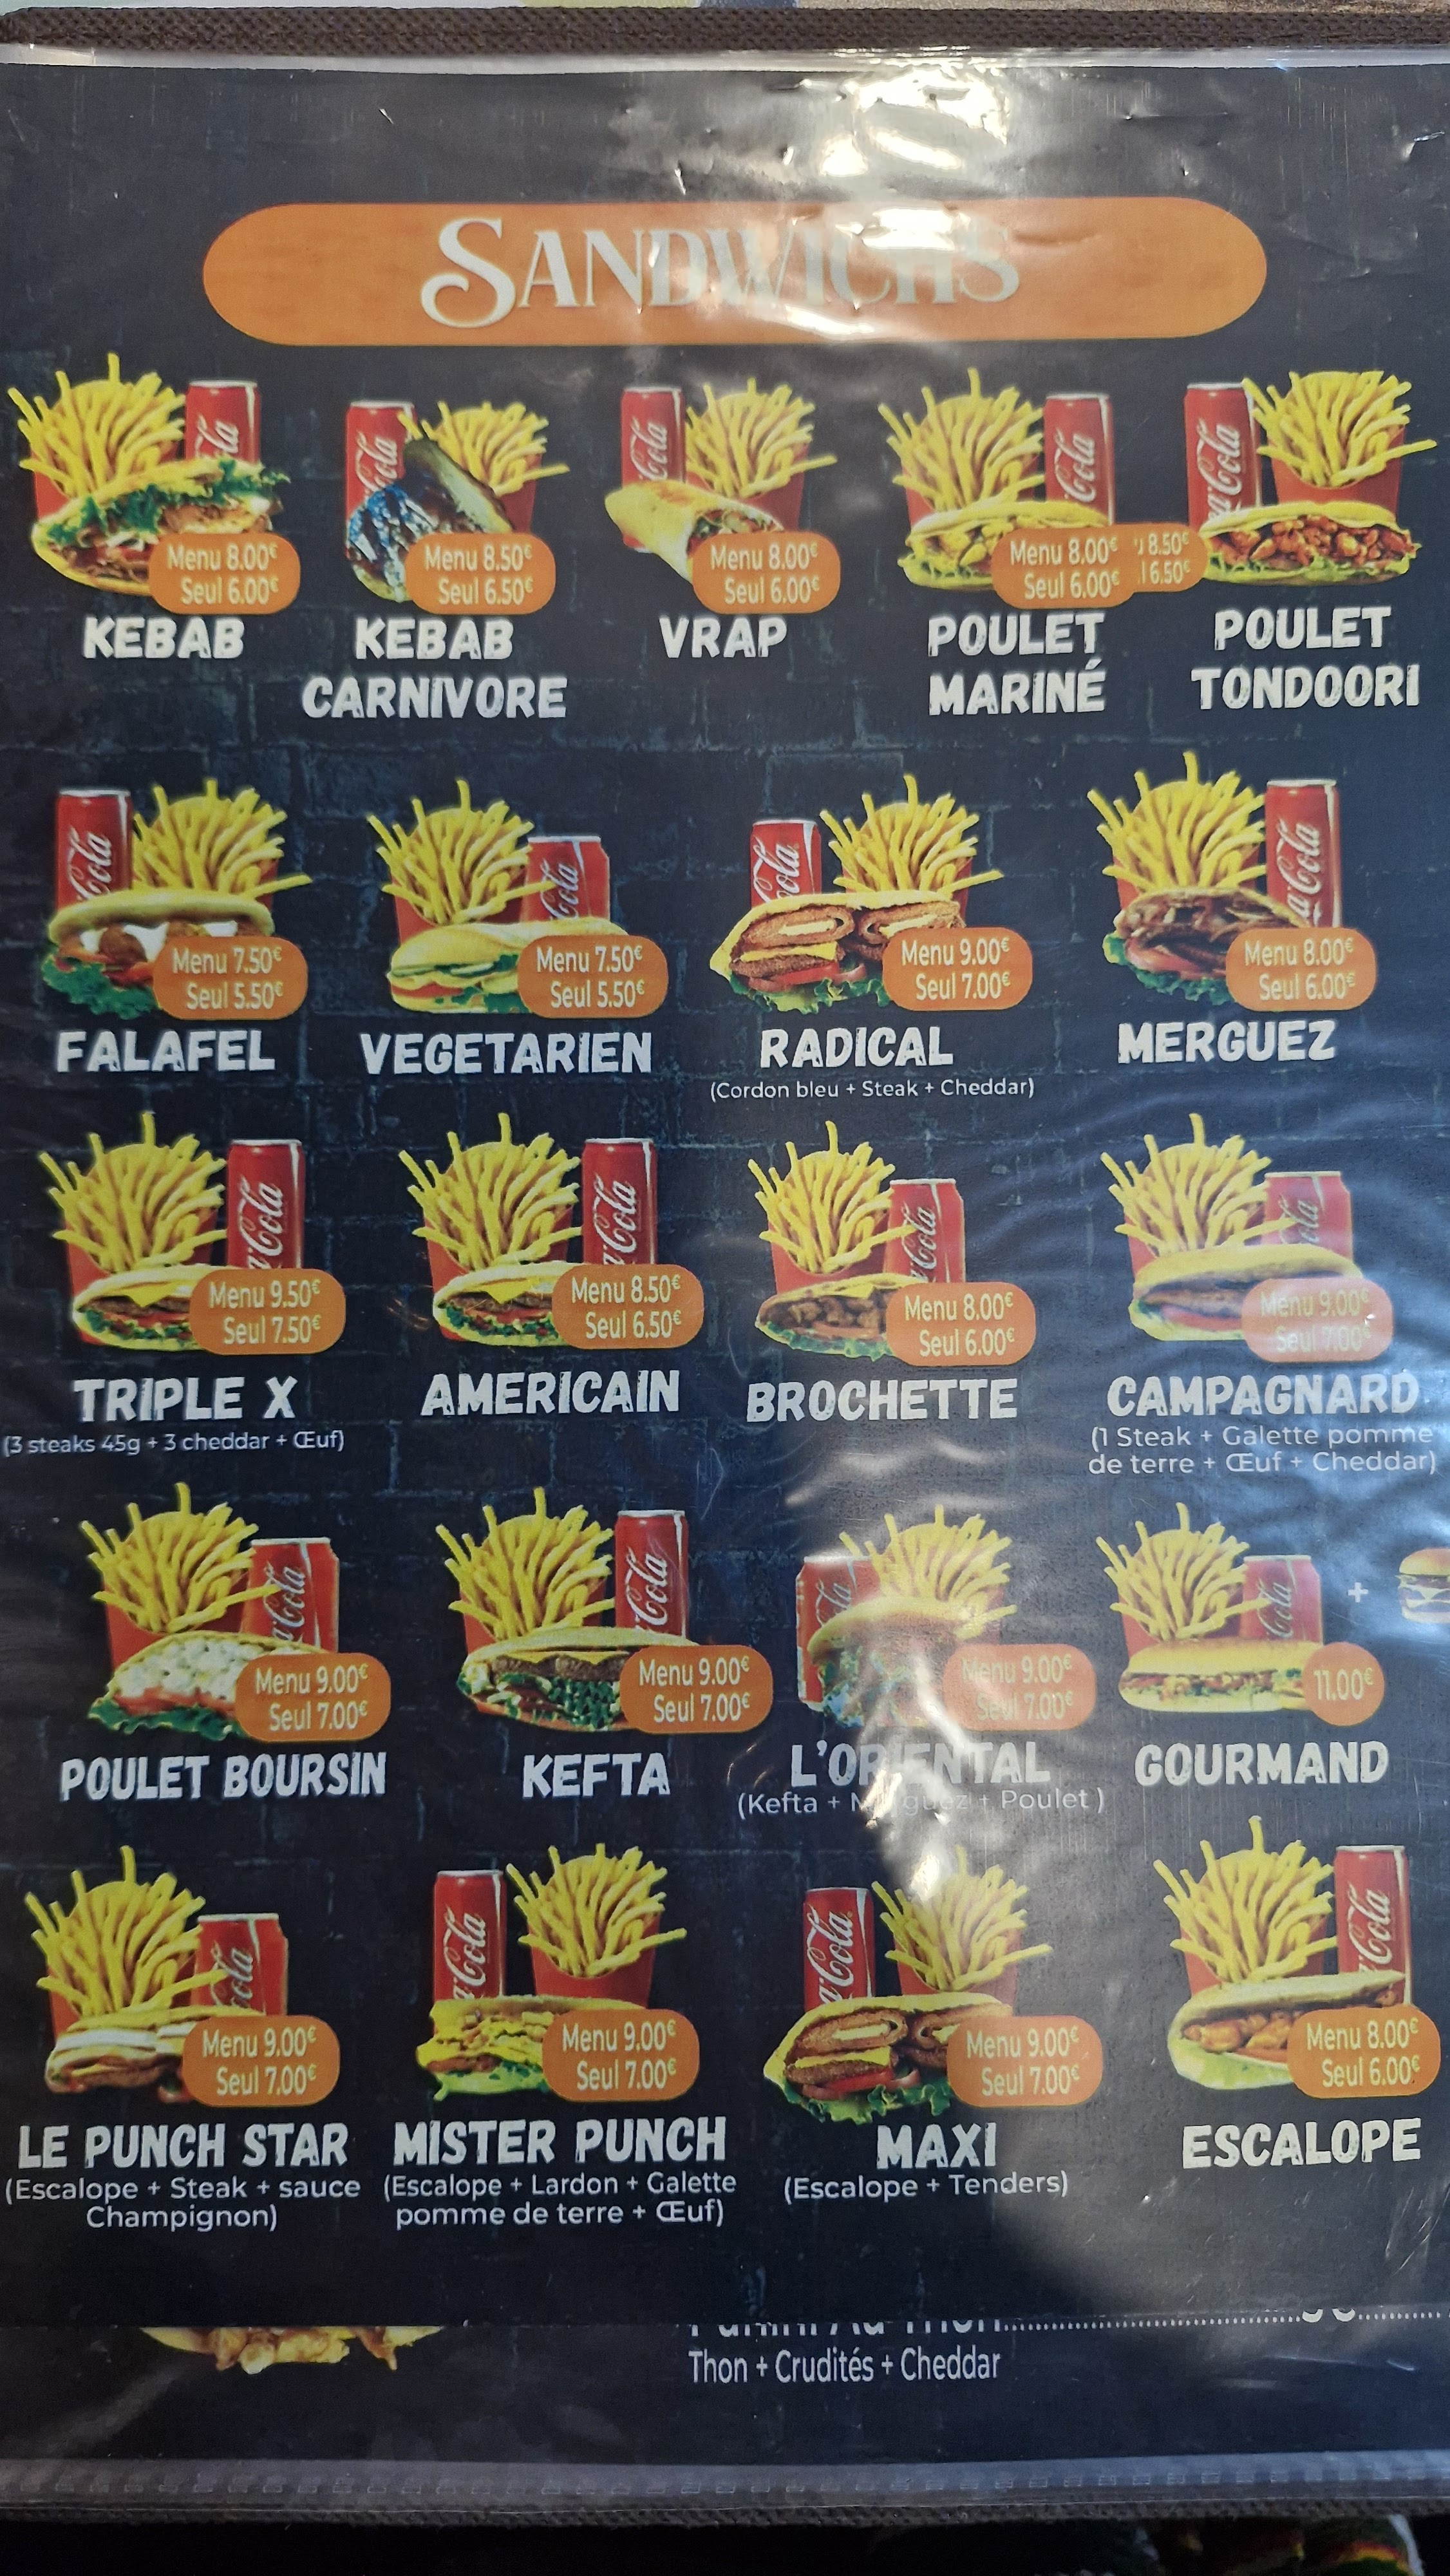 SANDWICHS
Menu 8.00€
Seul 6.00€
KEBAB
Menu 8.50€
Seul 6.50€
KEBAB
CARNIVORE
Menu 8.00€
Seul 6.00€
VRAP
Menu 8.00€
Seul 6.00€
POULET
MARINÉ
8.50€
6.50€
POULET
TONDOORI
Menu 7.50€
Seul 5.50€
FALAFEL
Menu 7.50€
Seul 5.50€
VEGETARIEN
Menu 9.00€
Seul 7.00€
RADICAL
(Cordon bleu + Steak + Cheddar)
Menu 8.00€
Seul 6.00€
MERGUEZ
Menu 9.50€
Seul 7.50€
TRIPLE X
(3 steaks 45g + 3 cheddar + Œuf)
Menu 8.50€
Seul 6.50€
AMERICAIN
Menu 8.00€
Seul 6.00€
BROCHETTE
Menu 9.00€
Seul 7.00€
CAMPAGNARD
(1 Steak + Galette pomme
de terre + Œuf + Cheddar)
Menu 9.00€
Seul 7.00€
POULET BOURSIN
Menu 9.00€
Seul 7.00€
KEFTA
Menu 9.00€
Seul 7.00€
L'ORIENTAL
(Kefta + Merguez + Poulet )
+
11.00€
GOURMAND
Menu 9.00€
Seul 7.00€
LE PUNCH STAR
(Escalope + Steak + sauce
Champignon)
Menu 9.00€
Seul 7.00€
MISTER PUNCH
(Escalope + Lardon + Galette
pomme de terre + Œuf)
Menu 9.00€
Seul 7.00€
MAXI
(Escalope + Tenders)
Menu 8.00€
Seul 6.00€
ESCALOPE
Thon + Crudités + Cheddar